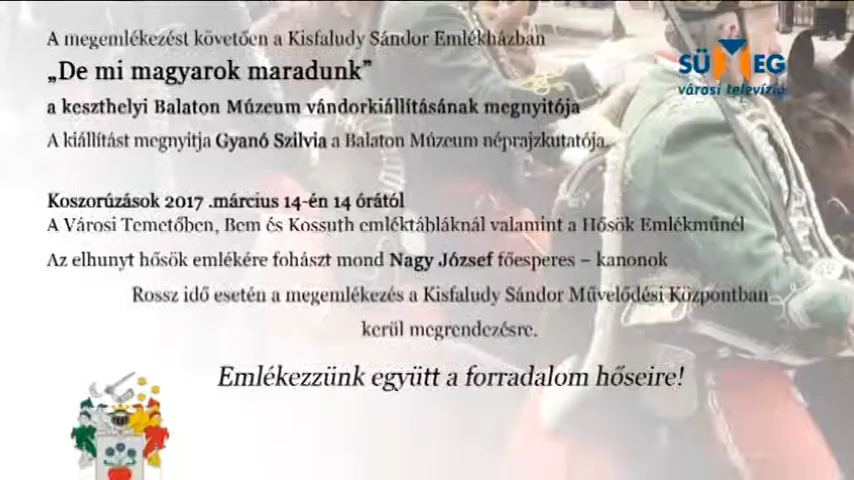 A megemlékezést követően a Kisfaludy Sándor Emlékházban
„De mi magyarok maradunk”
a keszthelyi Balaton Múzeum vándorkiállításának megnyitója
A kiállítást megnyitja Gyanó Szilvia a Balaton Múzeum néprajzkutatója.
SÜMEG
városi televízió
Koszorúzások 2017 .március 14-én 14 órától
A Városi Temetőben, Bem és Kossuth emléktábláknál valamint a Hősök Emlékműnél
Az elhunyt hősök emlékére fohászt mond Nagy József főesperes – kanonok
Rossz idő esetén a megemlékezés a Kisfaludy Sándor Művelődési Központban
kerül megrendezésre.
Emlékezzünk együtt a forradalom hőseire!